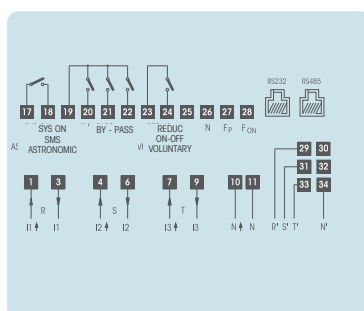 RS232 RS485
17 18 19 20 21 22 23 24 25 26 27 28
SYS ON BY - PASS REDUC N FP FON
SMS ON-OFF
ASTRONOMIC VOLUNTARY
29 30
31 32
33 34
1 3 4 6 7 9 10 11
R S T
I1 I1 I2 I2 I3 I3 N N R' S' T' N'